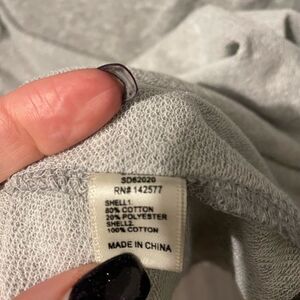 SD62020
RN# 142577
SHELL1.
80% COTTON
20% POLYESTER
SHELL2.
100% COTTON
MADE IN CHINA